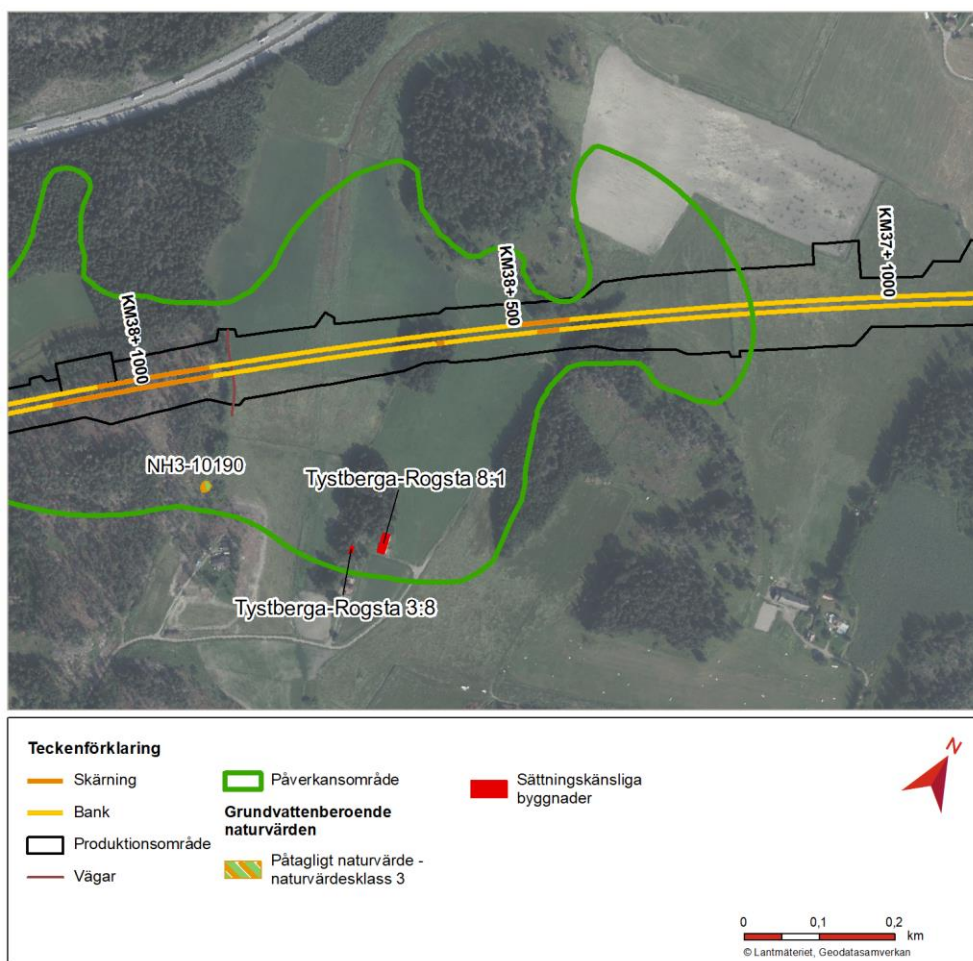 KM37+ 1000
KM38+ 500
KM38+ 1000
NH3-10190
Tystberga-Rogsta 8:1
Tystberga-Rogsta 3:8
Teckenförklaring
Skärning
Bank
Produktionsområde
Vägar
Påverkansområde
Grundvattenberoende
naturvärden
Påtagligt naturvärde -
naturvärdesklass 3
Sättningskänsliga
byggnader
N
0 0,1 0,2
km
© Lantmäteriet, Geodatasamverkan